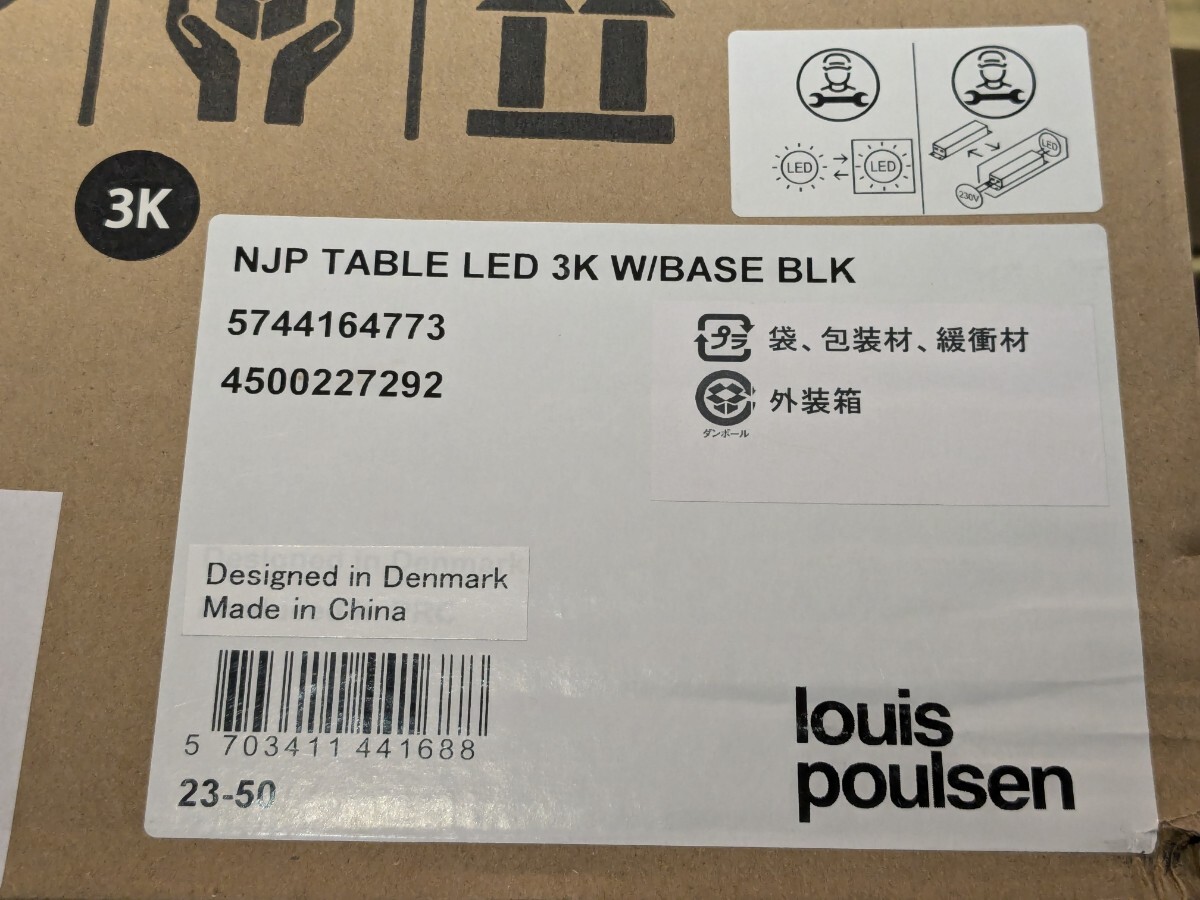 3K
LED
LED
LED
230V
NJP TABLE LED 3K W/BASE BLK
5744164773
4500227292
プラ
袋、包装材、緩衝材
ダンボール
外装箱
Designed in Denmark
Made in China
5 703411 441688
23-50
louis
poulsen